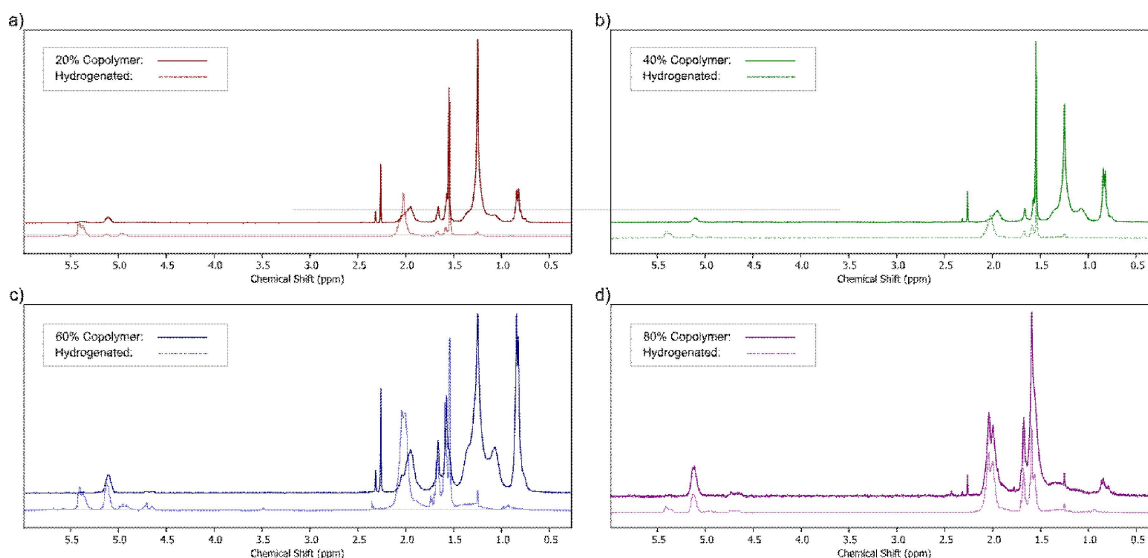 a)
20% Copolymer:
Hydrogenated:
5.5 5.0 4.5 4.0 3.5 3.0 2.5 2.0 1.5 1.0 0.5
Chemical Shift (ppm)
b)
40% Copolymer:
Hydrogenated:
5.5 5.0 4.5 4.0 3.5 3.0 2.5 2.0 1.5 1.0 0.5
Chemical Shift (ppm)
c)
60% Copolymer:
Hydrogenated:
5.5 5.0 4.5 4.0 3.5 3.0 2.5 2.0 1.5 1.0 0.5
Chemical Shift (ppm)
d)
80% Copolymer:
Hydrogenated:
5.5 5.0 4.5 4.0 3.5 3.0 2.5 2.0 1.5 1.0 0.5
Chemical Shift (ppm)